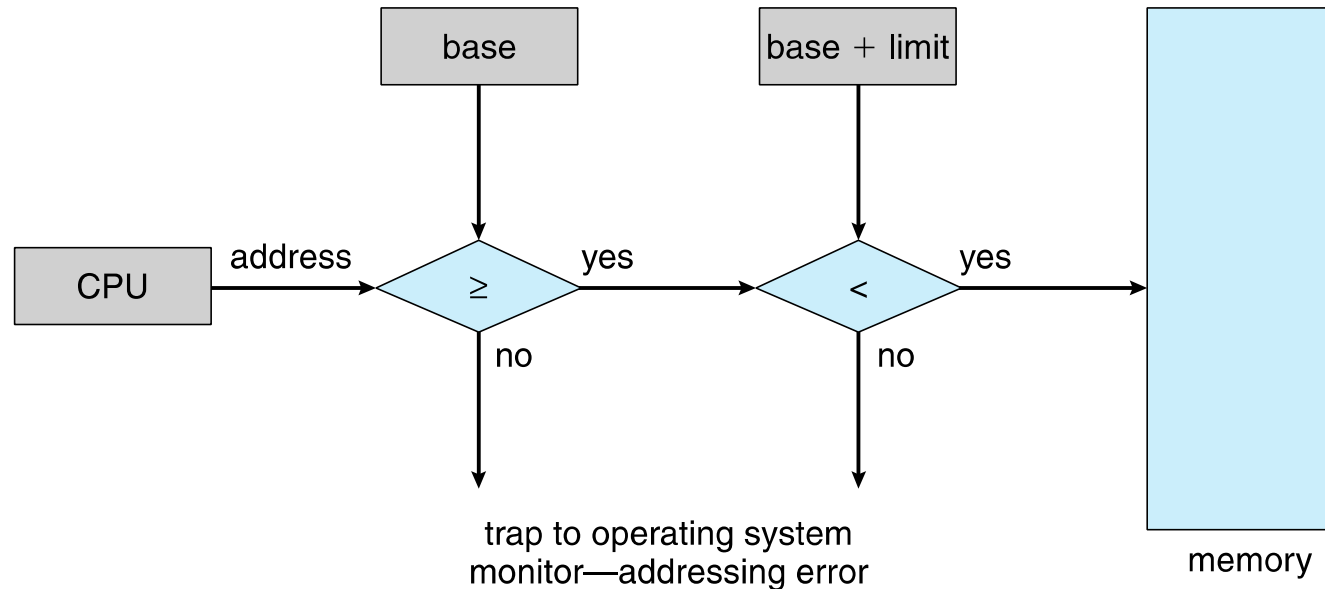 base
base + limit
CPU
address
≥
yes
<
yes
no
no
trap to operating system
monitor—addressing error
memory